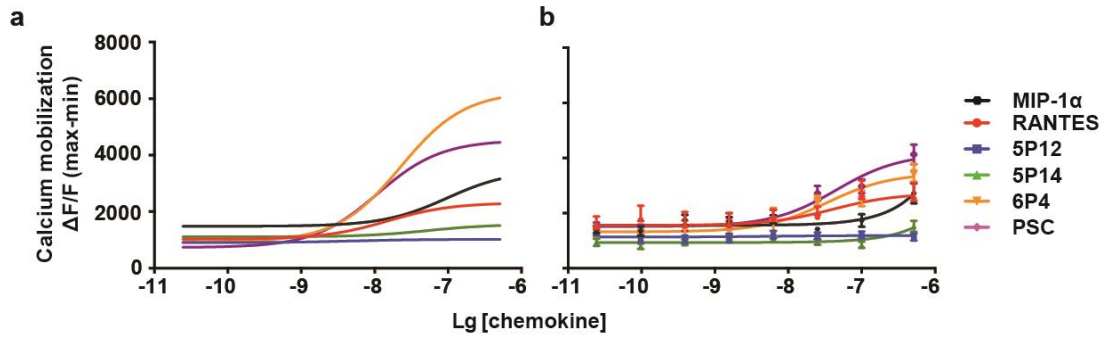 a
b
Calcium mobilization
ΔF/F (max-min)
8000
6000
4000
2000
0
-11 -10 -9 -8 -7 -6
-11 -10 -9 -8 -7 -6
Lg [chemokine]
MIP-1α
RANTES
5P12
5P14
6P4
PSC